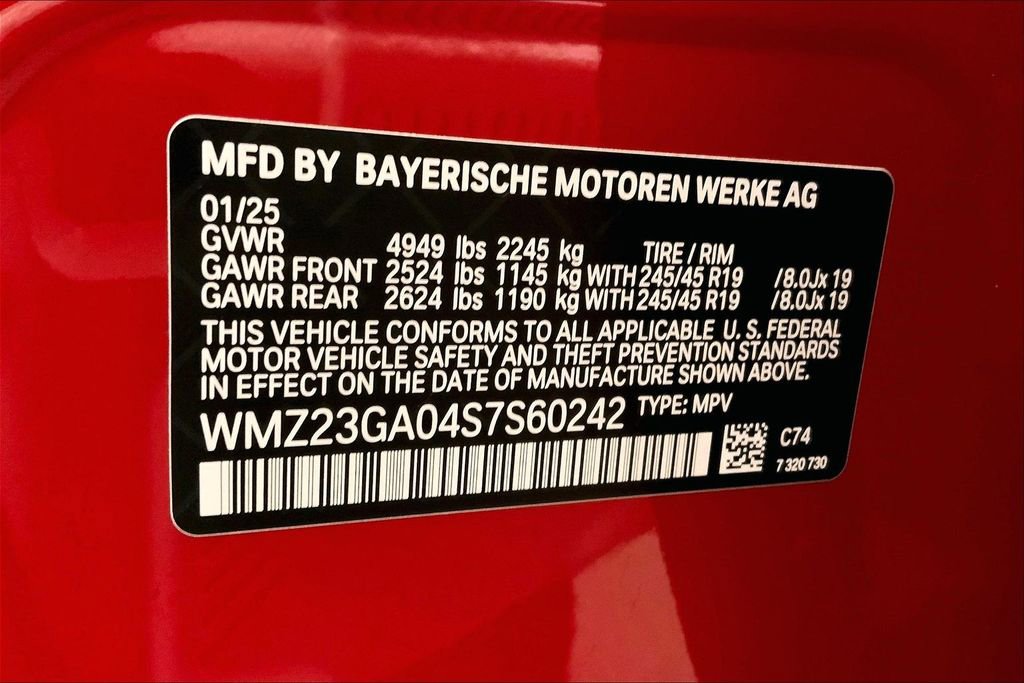 MFD BY BAYERISCHE MOTOREN WERKE AG
01/25
GVWR 4949 lbs 2245 kg TIRE / RIM
GAWR FRONT 2524 lbs 1145 kg WITH 245/45 R19 /8.0Jx 19
GAWR REAR 2624 lbs 1190 kg WITH 245/45 R19 /8.0Jx 19
THIS VEHICLE CONFORMS TO ALL APPLICABLE U. S. FEDERAL
MOTOR VEHICLE SAFETY AND THEFT PREVENTION STANDARDS
IN EFFECT ON THE DATE OF MANUFACTURE SHOWN ABOVE.
WMZ23GA04S7S60242 TYPE: MPV
C74
7 320 730